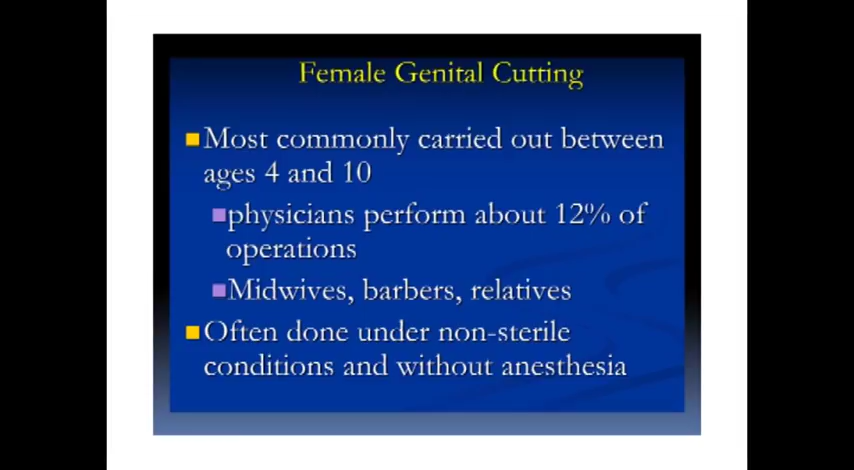 Female Genital Cutting
Most commonly carried out between
ages 4 and 10
physicians perform about 12% of
operations
Midwives, barbers, relatives
Often done under non-sterile
conditions and without anesthesia